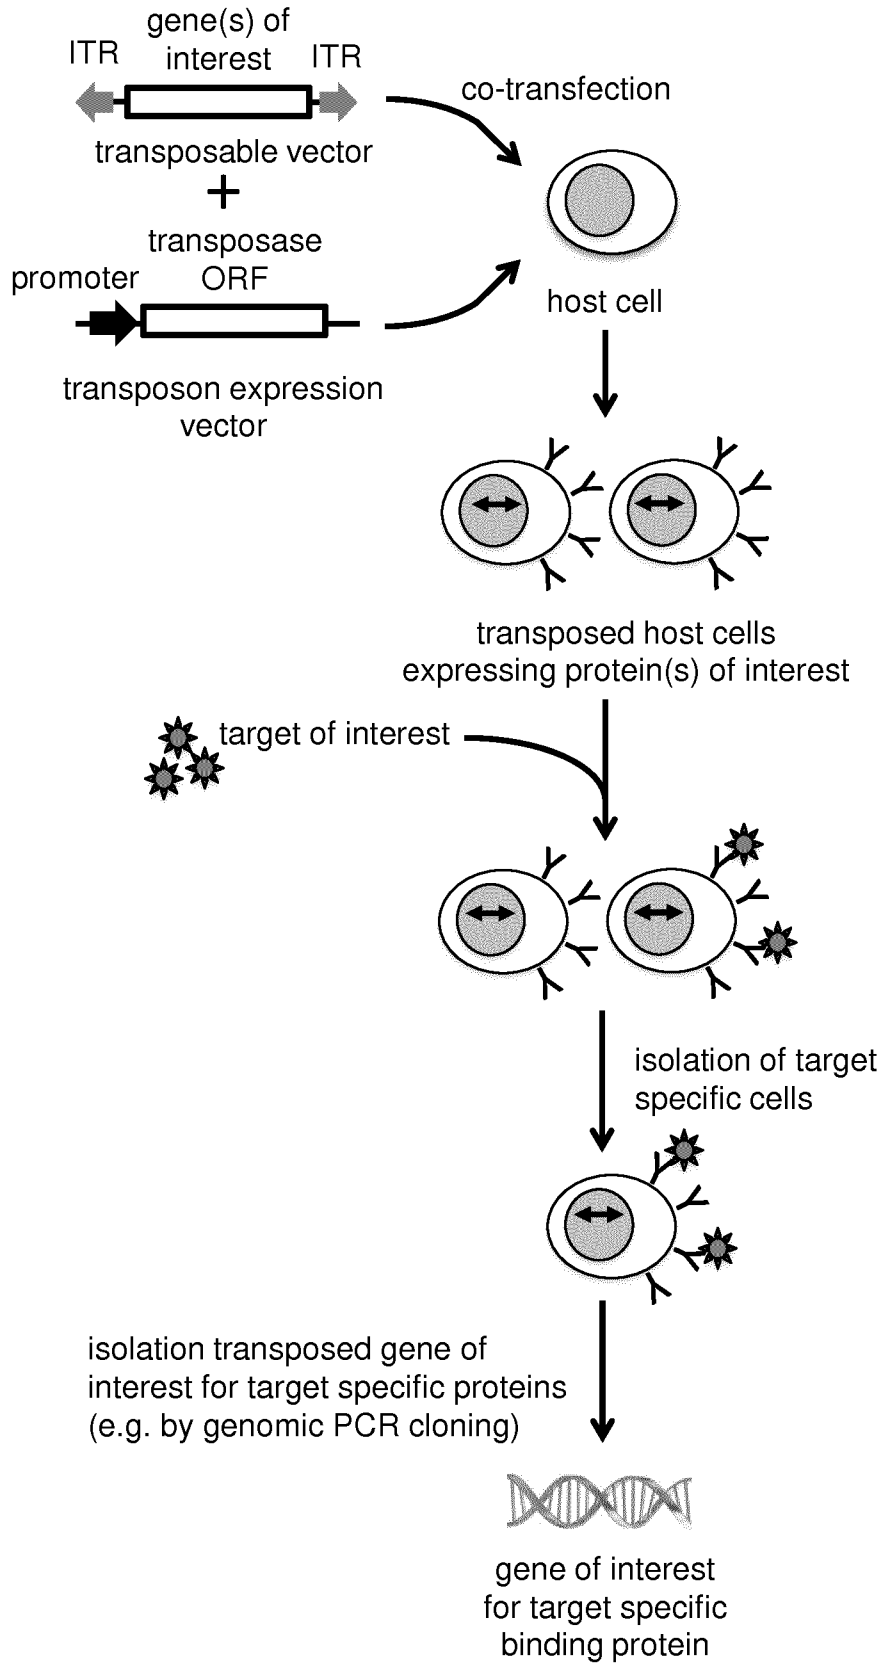 gene(s) of
interest
ITR
ITR
transposable vector
+
co-transfection
transposase
ORF
promoter
transposon expression
vector
host cell
transposed host cells
expressing protein(s) of interest
target of interest
isolation of target
specific cells
isolation transposed gene of
interest for target specific proteins
(e.g. by genomic PCR cloning)
gene of interest
for target specific
binding protein